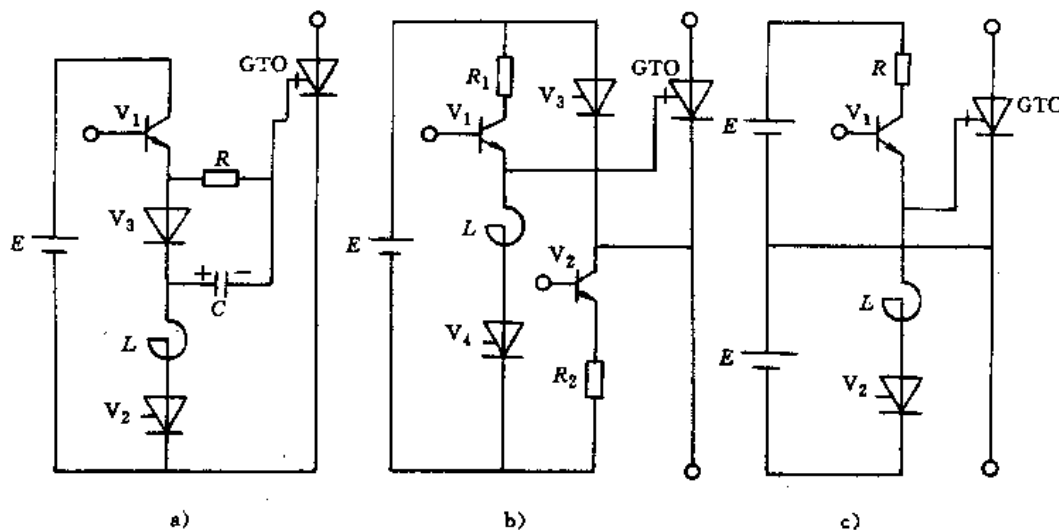 GTO
V₁
R
V₃
E
+ −
C
L
V₂
a)
R₁
V₃
GTO
V₁
L
E
V₂
V₄
R₂
b)
R
E
V₁
GTO
L
E
V₂
c)